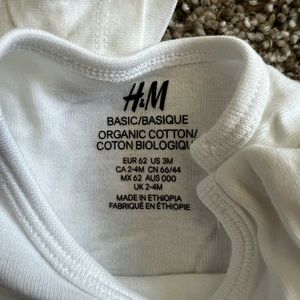 H&M
BASIC/BASIQUE
ORGANIC COTTON/
COTON BIOLOGIQUE
EUR 62 US 3M
CA 2-4M CN 66/44
MX 62 AUS 000
UK 2-4M
MADE IN ETHIOPIA
FABRIQUÉ EN ÉTHIOPIE